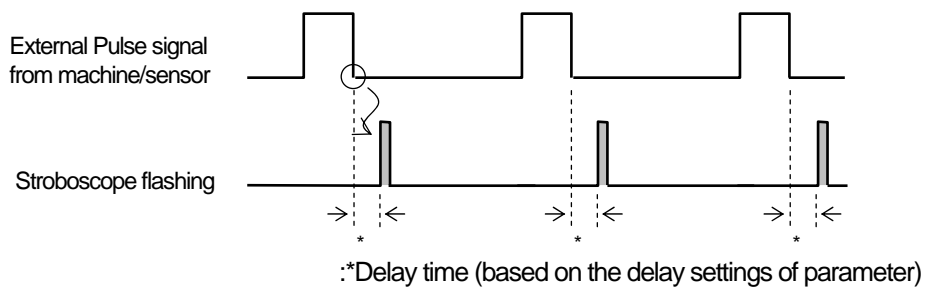 External Pulse signal
from machine/sensor
Stroboscope flashing
* * *
:*Delay time (based on the delay settings of parameter)